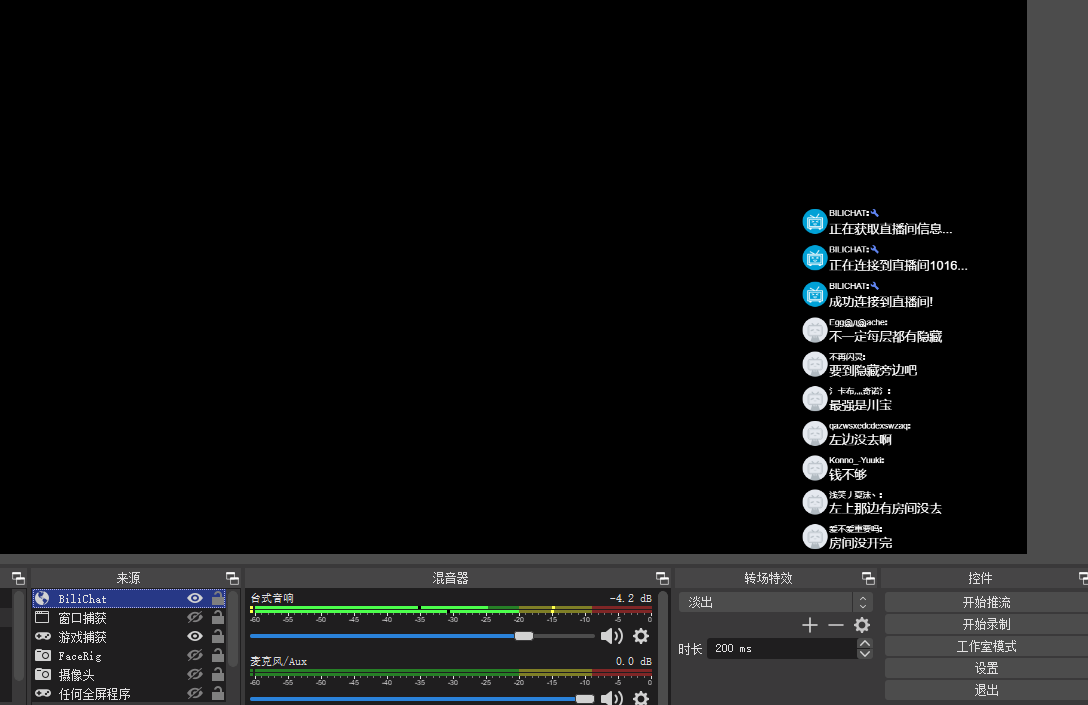 BILICHAT:
正在获取直播间信息...
BILICHAT:
正在连接到直播间1016...
BILICHAT:
成功连接到直播间!
不一定每层都有隐藏
不再闪灵:
要到隐藏旁边吧
最强是川宝
qazwsxedcdexswzaq:
左边没去啊
Konno_-Yuuki:
钱不够
浅笑丿夏沫丶:
左上那边有房间没去
爱不爱重要吗:
房间没开完
来源
BiliChat
窗口捕获
游戏捕获
FaceRig
摄像头
任何全屏程序
混音器
台式音响 -4.2 dB
-60 -55 -50 -45 -40 -35 -30 -25 -20 -15 -10 -5 0
麦克风/Aux 0.0 dB
-60 -55 -50 -45 -40 -35 -30 -25 -20 -15 -10 -5 0
转场特效
淡出
时长 200 ms
控件
开始推流
开始录制
工作室模式
设置
退出